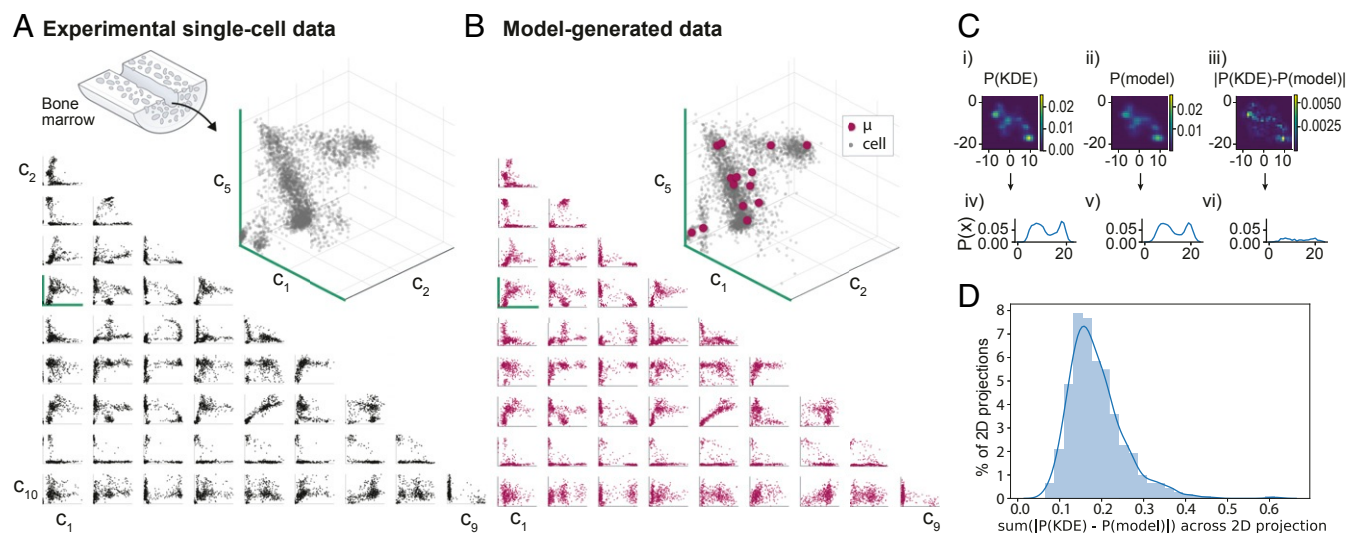 A Experimental single-cell data
Bone
marrow
C5
C1
C2
C2
C10
C1
C9
B Model-generated data
μ
cell
C5
C1
C2
C1
C9
C
i)
ii)
iii)
P(KDE)
P(model)
|P(KDE)-P(model)|
0
-20
-10 0 10
0.02
0.01
0.00
0
-20
-10 0 10
0.02
0.01
0
-20
-10 0 10
0.0050
0.0025
iv)
v)
vi)
P(x)
0.05
0.00
0 20
0.05
0.00
0 20
0.05
0.00
0 20
D
% of 2D projections
8
7
6
5
4
3
2
1
0
0.0 0.1 0.2 0.3 0.4 0.5 0.6
sum(|P(KDE) - P(model)|) across 2D projection